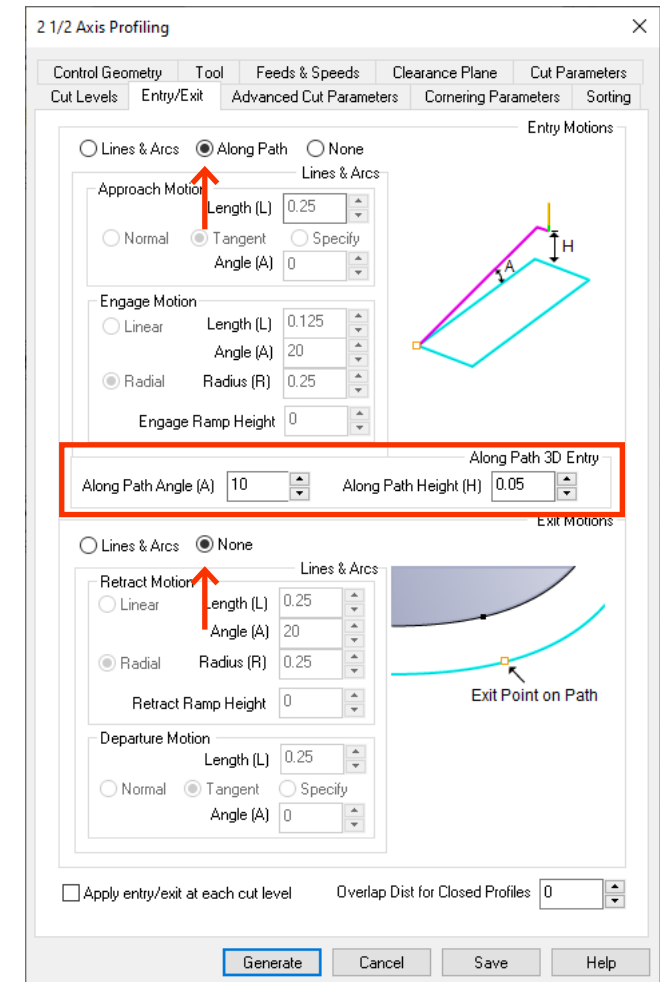 2 1/2 Axis Profiling
Control Geometry Tool Feeds & Speeds Clearance Plane Cut Parameters
Cut Levels Entry/Exit Advanced Cut Parameters Cornering Parameters Sorting
Entry Motions
Lines & Arcs Along Path None
Lines & Arcs
Approach Motion
Length (L) 0.25
Normal Tangent Specify
Angle (A) 0
Engage Motion
Linear Length (L) 0.125
Angle (A) 20
Radial Radius (R) 0.25
Engage Ramp Height 0
H
A
Along Path 3D Entry
Along Path Angle (A) 10 Along Path Height (H) 0.05
Exit Motions
Lines & Arcs None
Lines & Arcs
Retract Motion
Linear Length (L) 0.25
Angle (A) 20
Radial Radius (R) 0.25
Retract Ramp Height 0
Exit Point on Path
Departure Motion
Length (L) 0.25
Normal Tangent Specify
Angle (A) 0
Apply entry/exit at each cut level Overlap Dist for Closed Profiles 0
Generate Cancel Save Help